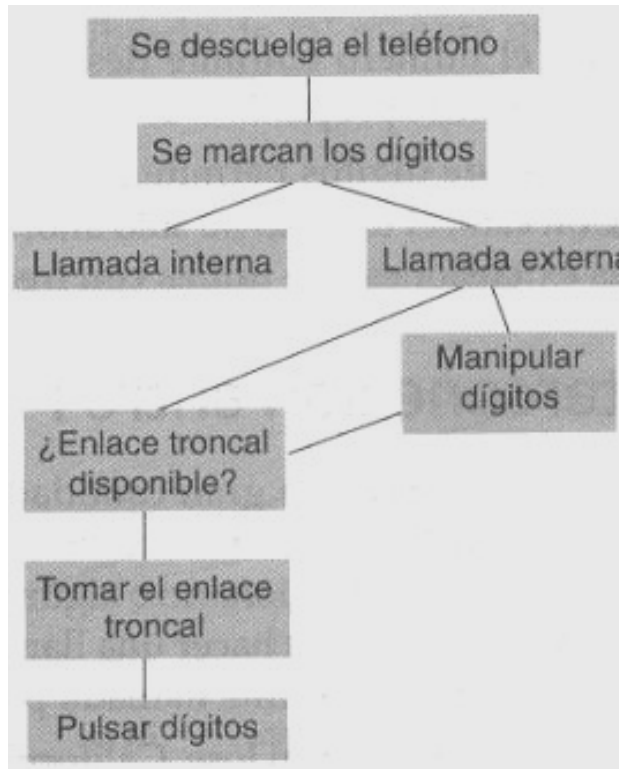 Se descuelga el teléfono
Se marcan los dígitos
Llamada interna
Llamada externa
Manipular
dígitos
¿Enlace troncal
disponible?
Tomar el enlace
troncal
Pulsar dígitos